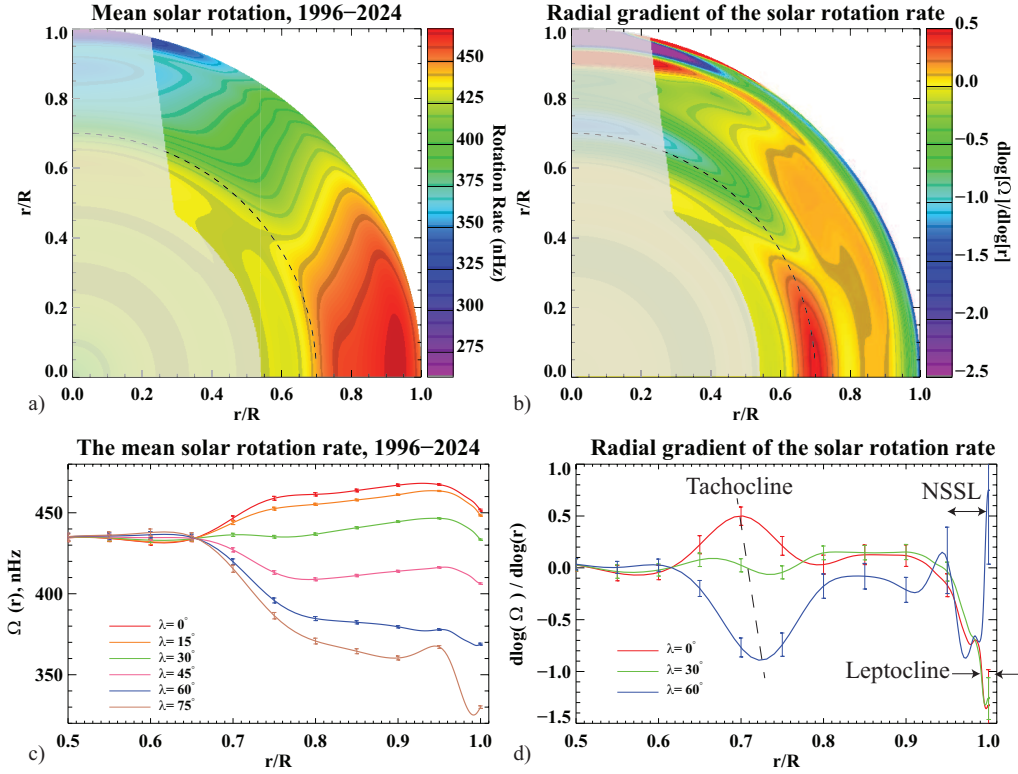 Mean solar rotation, 1996−2024
1.0
0.8
0.6
0.4
0.2
0.0
r/R
0.0 0.2 0.4 0.6 0.8 1.0
r/R
a)
450
425
400
375
350
325
300
275
Rotation Rate (nHz)
Radial gradient of the solar rotation rate
1.0
0.8
0.6
0.4
0.2
0.0
r/R
0.0 0.2 0.4 0.6 0.8 1.0
r/R
b)
0.5
0.0
−0.5
−1.0
−1.5
−2.0
−2.5
dlog[Ω]/dlog[r]
The mean solar rotation rate, 1996−2024
450
400
350
Ω (r), nHz
λ= 0°
λ= 15°
λ= 30°
λ= 45°
λ= 60°
λ= 75°
0.5 0.6 0.7 0.8 0.9 1.0
c)
r/R
Radial gradient of the solar rotation rate
1.0
0.5
0.0
−0.5
−1.0
−1.5
dlog( Ω ) / dlog(r)
Tachocline
NSSL
Leptocline
λ= 0°
λ= 30°
λ= 60°
0.5 0.6 0.7 0.8 0.9 1.0
d)
r/R